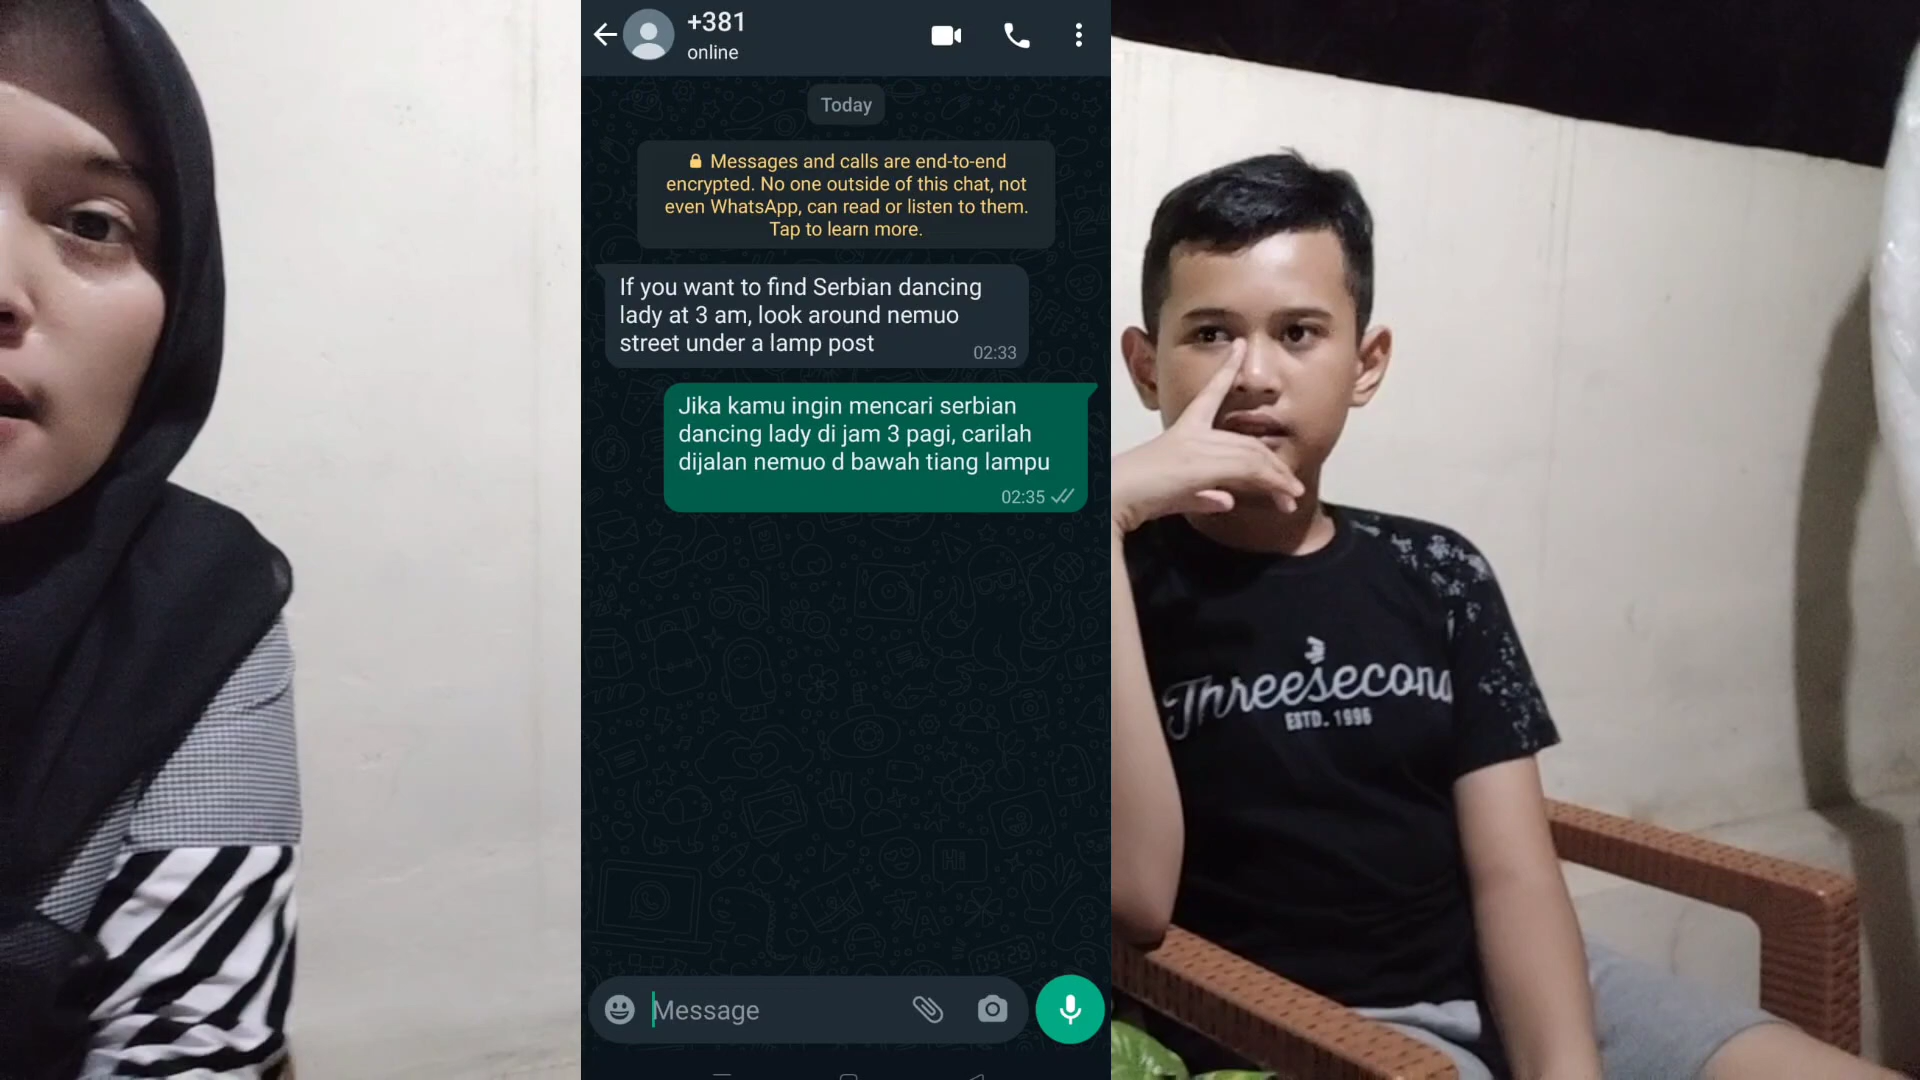 +381
online
Today
Messages and calls are end-to-end
encrypted. No one outside of this chat, not
even WhatsApp, can read or listen to them.
Tap to learn more.
If you want to find Serbian dancing
lady at 3 am, look around nemuo
street under a lamp post
02:33
Jika kamu ingin mencari serbian
dancing lady di jam 3 pagi, carilah
dijalan nemuo d bawah tiang lampu
02:35
Message
Threesecond
ESTD. 1996